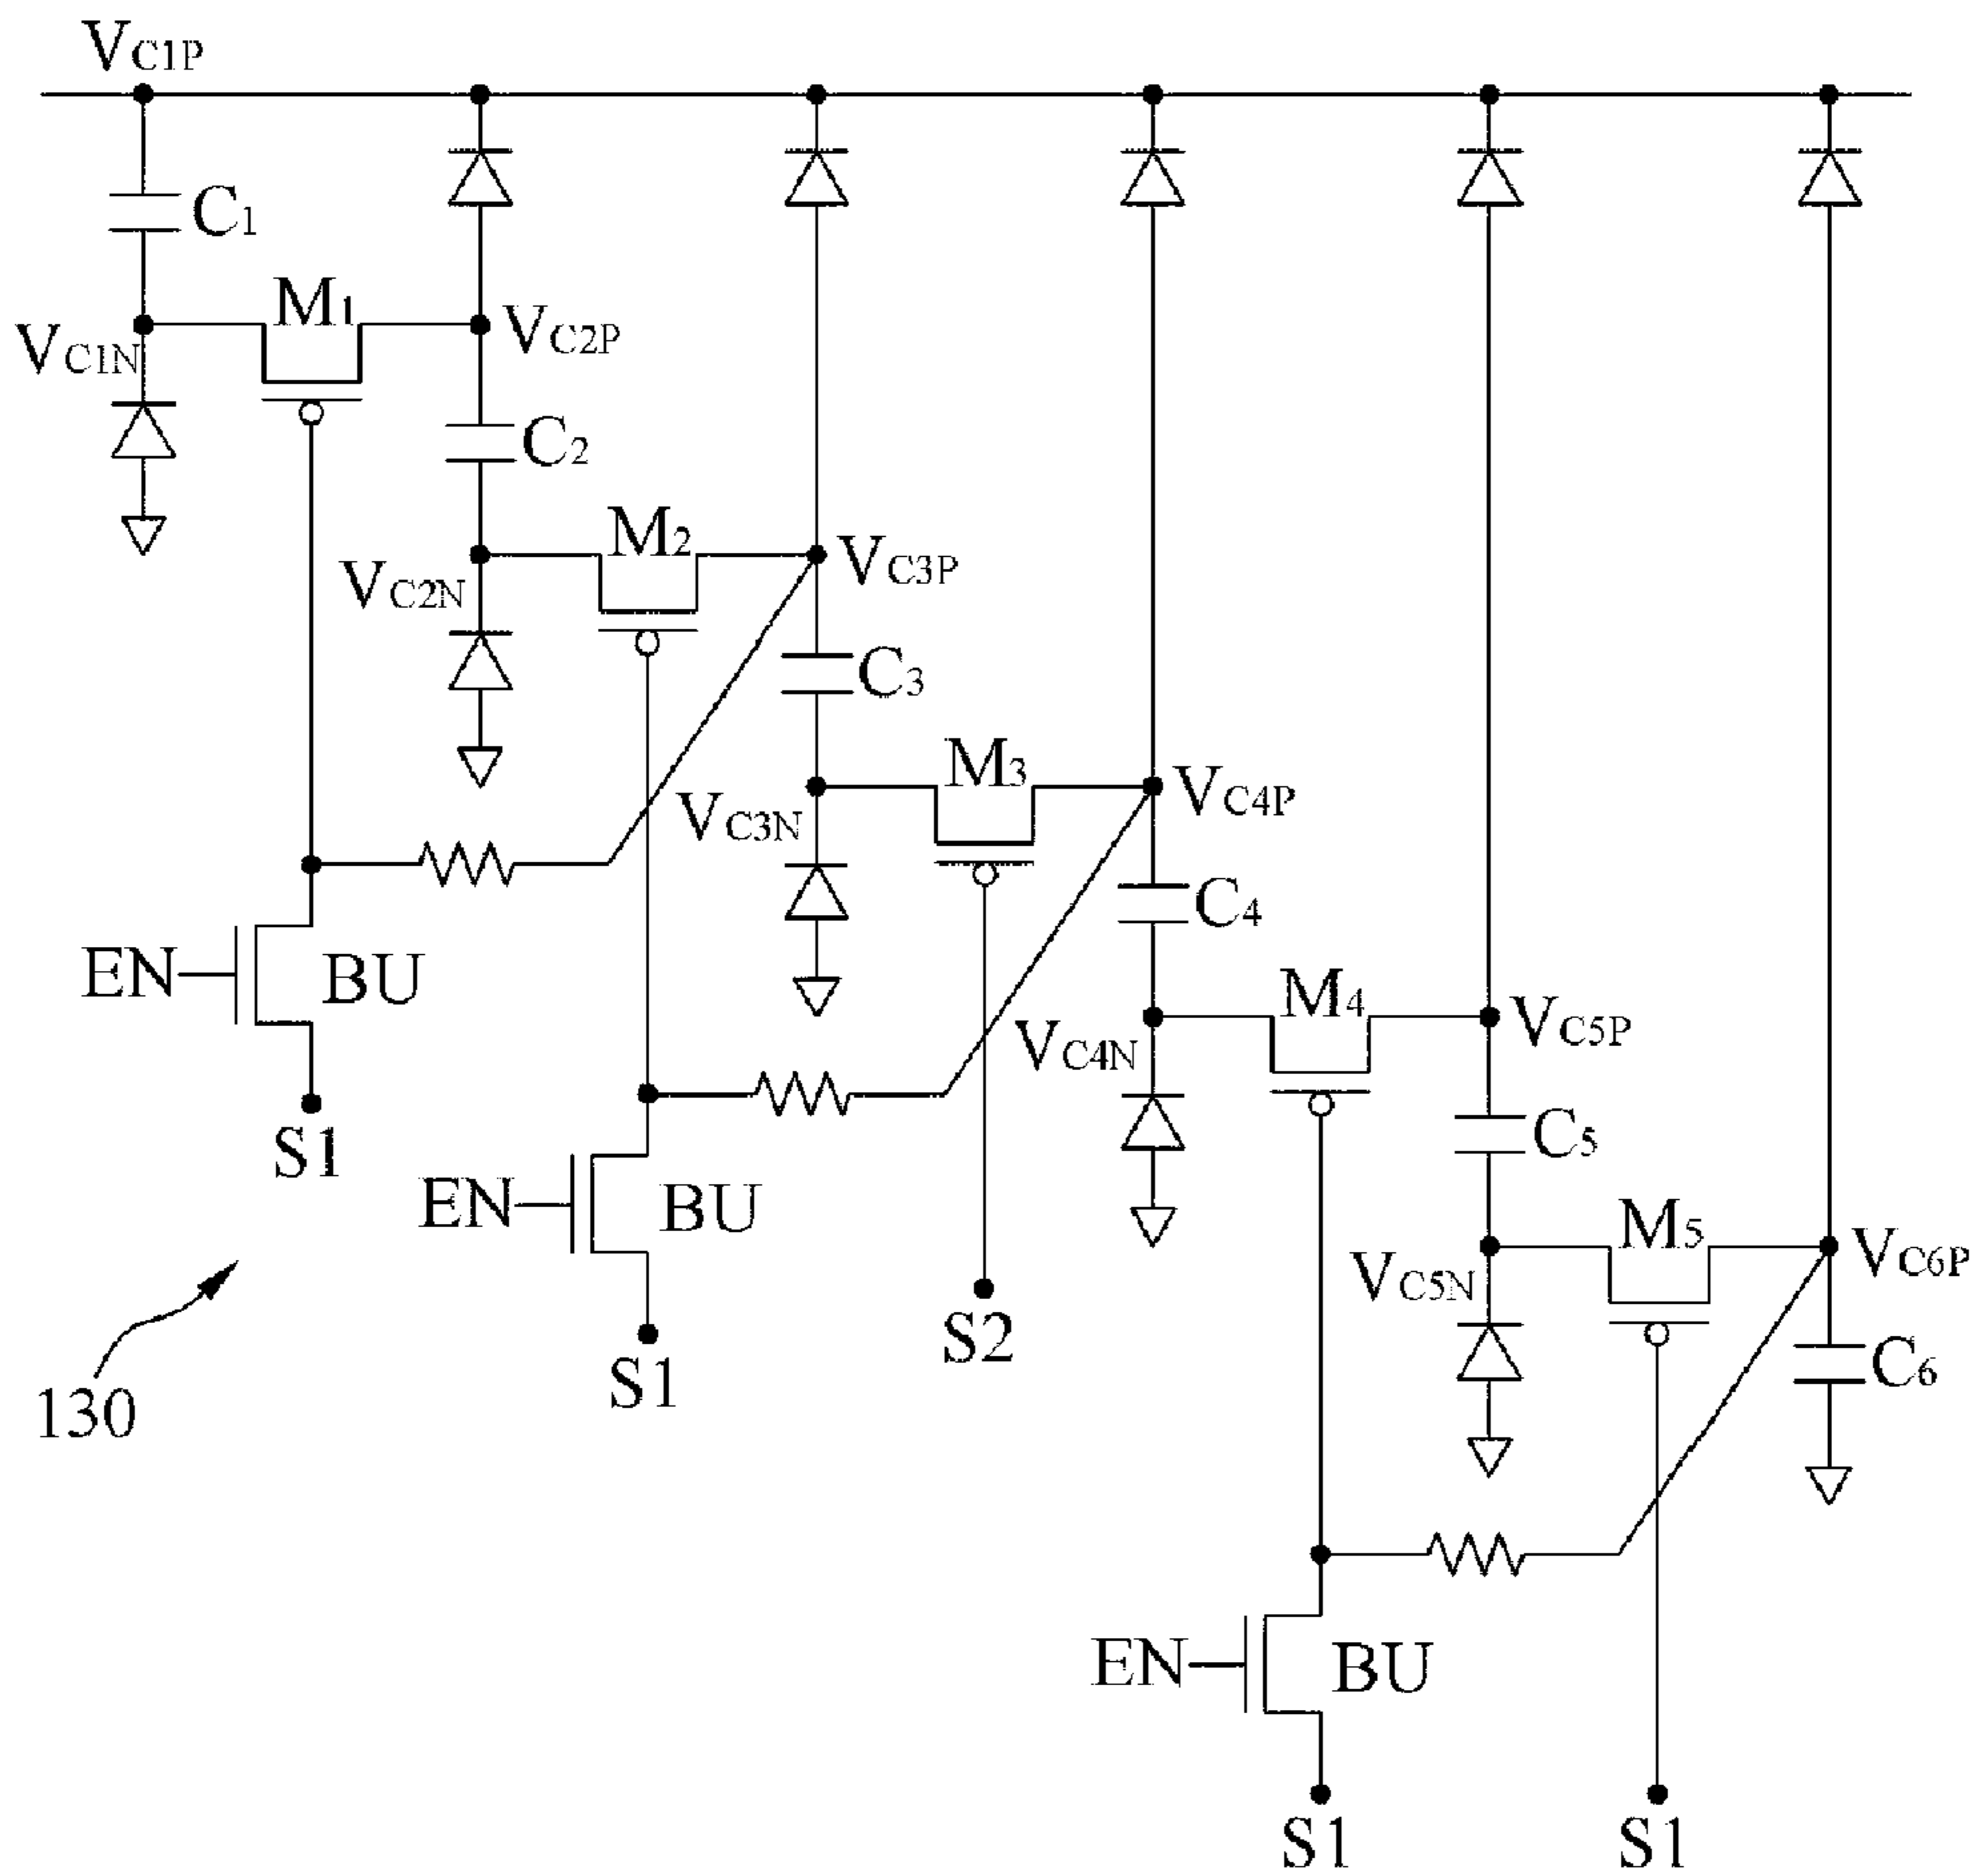 VC1P
C1
M1
VC1N
VC2P
C2
M2
VC2N
VC3P
C3
M3
VC3N
VC4P
C4
EN
BU
M4
VC4N
VC5P
S1
C5
EN
BU
M5
VC5N
VC6P
S2
S1
C6
130
EN
BU
S1
S1